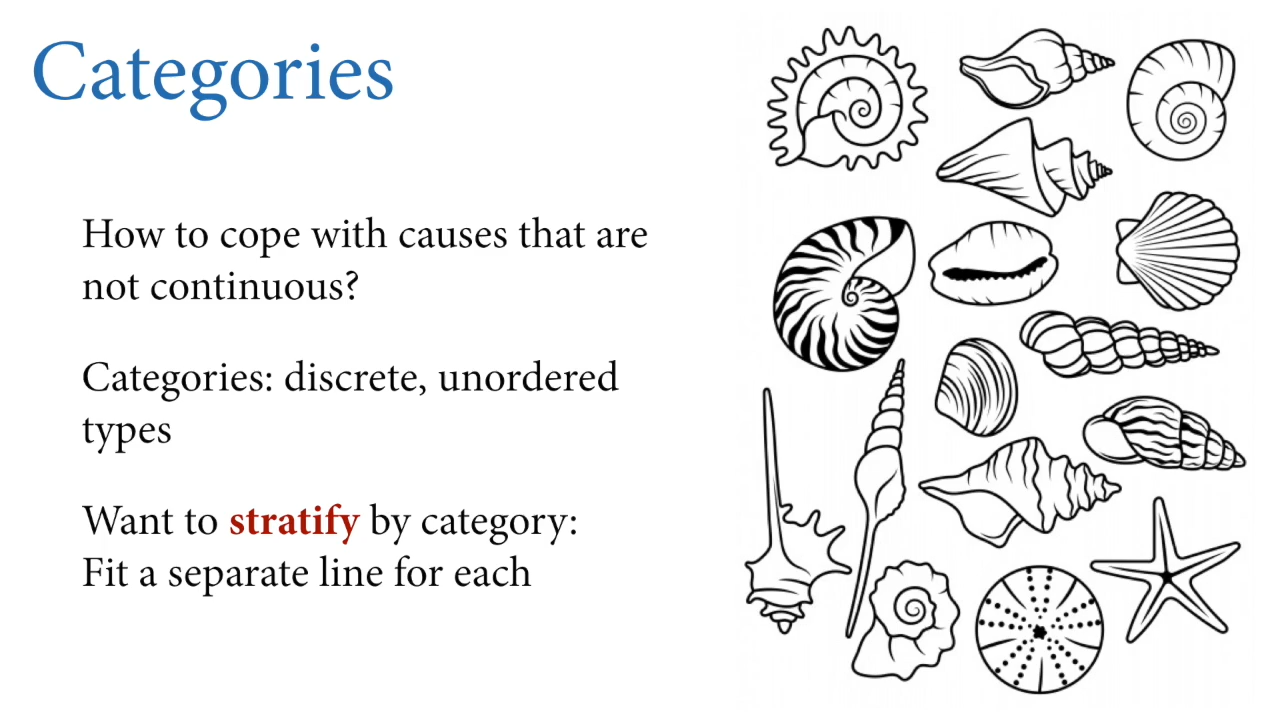 Categories
How to cope with causes that are
not continuous?
Categories: discrete, unordered
types
Want to stratify by category:
Fit a separate line for each